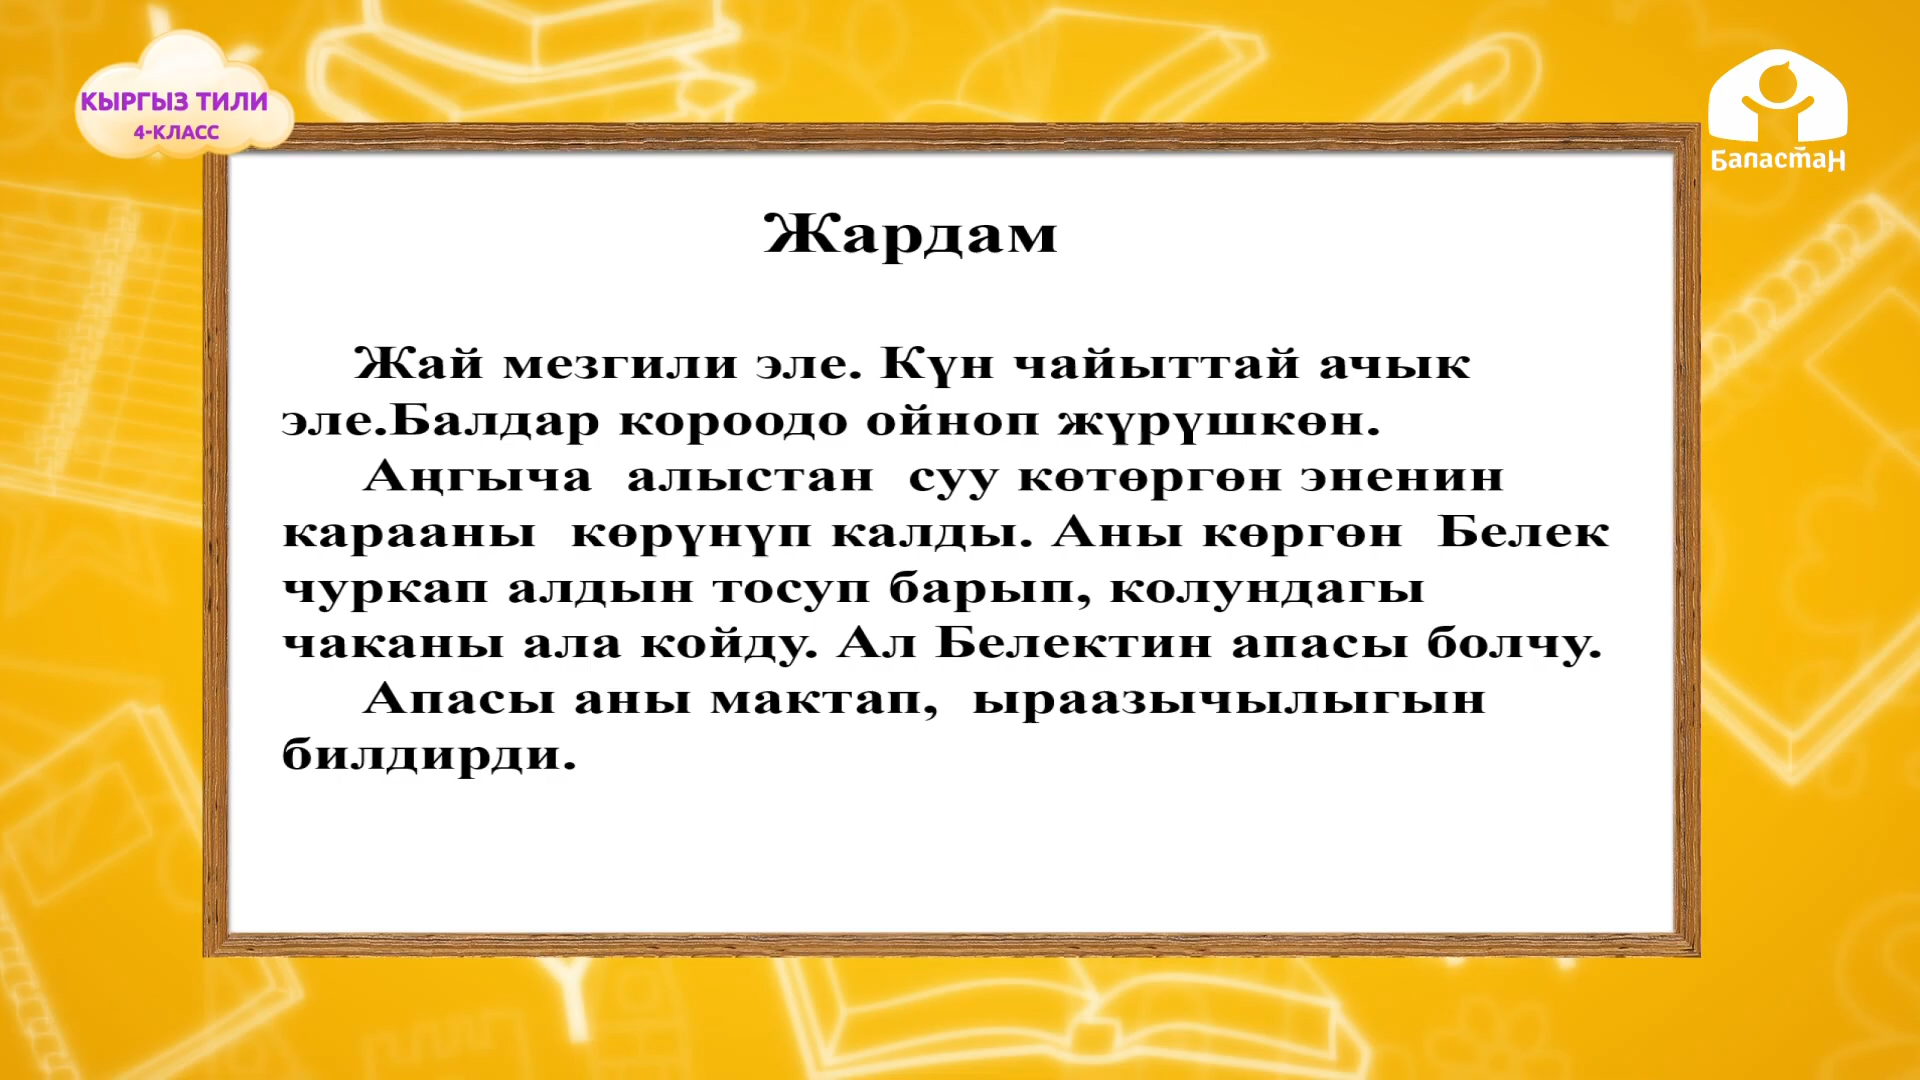 КЫРГЫЗ ТИЛИ
4-КЛАСС
Баластан
Жардам
Жай мезгили эле. Күн чайыттай ачык
эле.Балдар короодо ойноп жүрүшкөн.
Аңгыча алыстан суу көтөргөн эненин
карааны көрүнүп калды. Аны көргөн Белек
чуркап алдын тосуп барып, колундагы
чаканы ала койду. Ал Белектин апасы болчу.
Апасы аны мактап, ыраазычылыгын
билдирди.